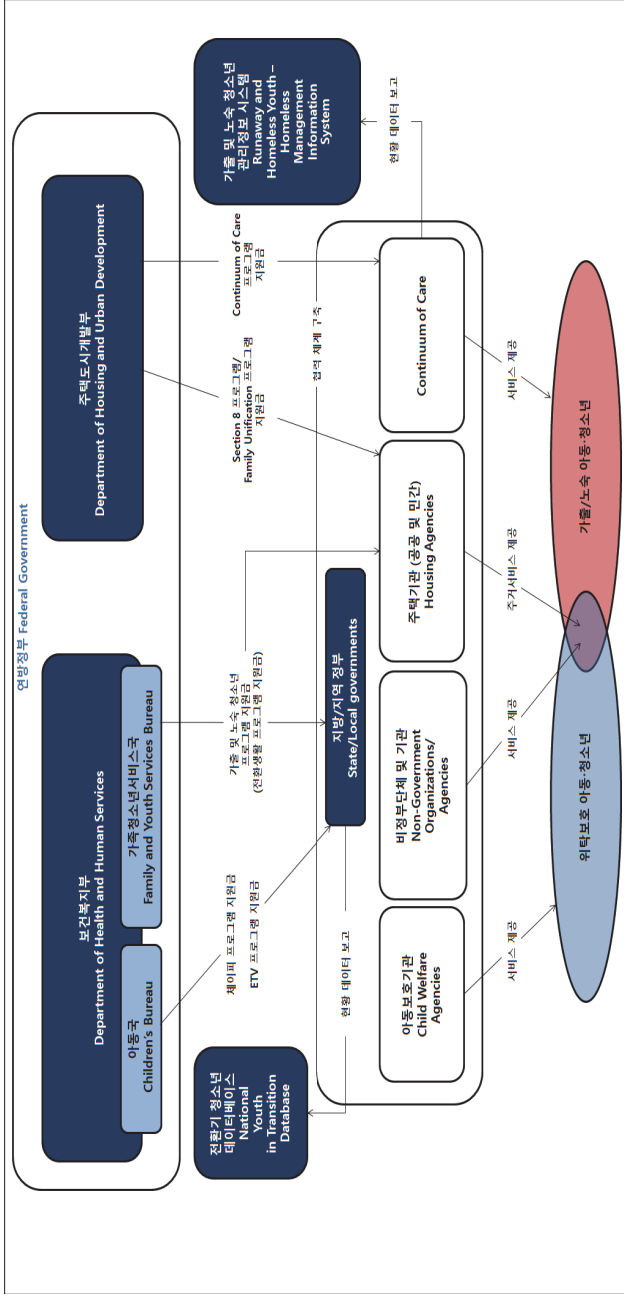 연방정부 Federal Government
보건복지부
Department of Health and Human Services
아동국
Children's Bureau
가족청소년서비스국
Family and Youth Services Bureau
주택도시개발부
Department of Housing and Urban Development
전환기 청소년
데이터베이스
National
Youth
in Transition
Database
체이피 프로그램 지원금
ETV 프로그램 지원금
가출 및 노숙 청소년
프로그램 지원금
(전환생활 프로그램 지원금)
Section 8 프로그램/
Family Unification Program
지원금
Continuum of Care
프로그램
지원금
가출 및 노숙 청소년
관리정보 시스템
Runaway and
Homeless Youth –
Homeless
Management
Information
System
현황 데이터 보고
지방/지역 정부
State/Local governments
협력 체계 구축
현황 데이터 보고
아동보호기관
Child Welfare
Agencies
비정부단체 및 기관
Non-Government
Organizations/
Agencies
주택기관 (공공 및 민간)
Housing Agencies
Continuum of Care
서비스 제공
서비스 제공
주거서비스 제공
서비스 제공
위탁보호 아동·청소년
가출/노숙 아동·청소년